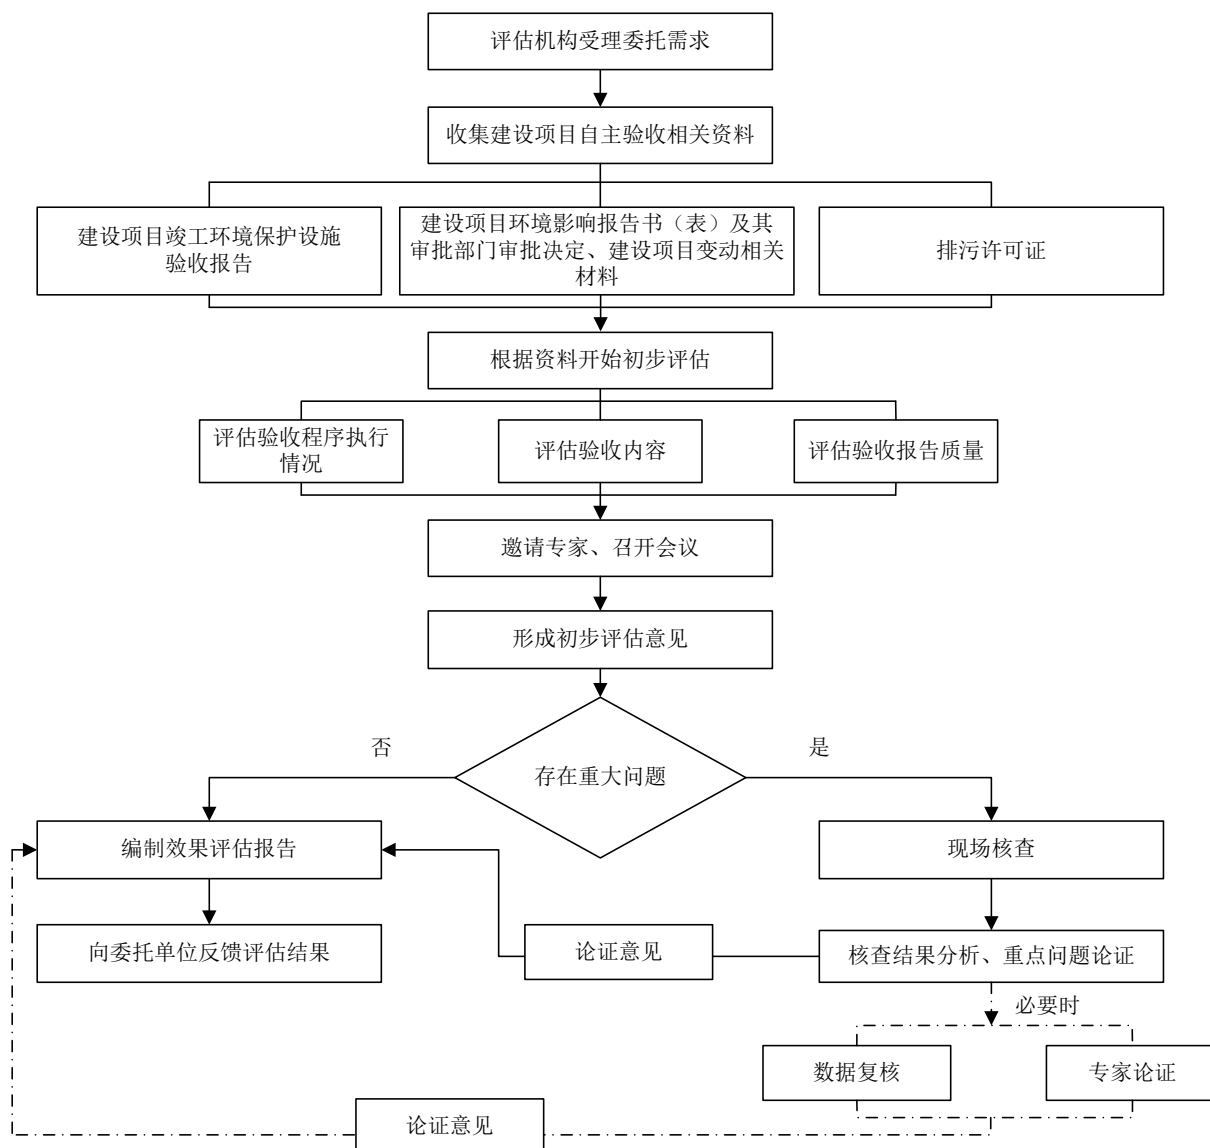 评估机构受理委托需求
收集建设项目自主验收相关资料
建设项目竣工环境保护设施
验收报告
建设项目环境影响报告书（表）及其
审批部门审批决定、建设项目变动相关
材料
排污许可证
根据资料开始初步评估
评估验收程序执行
情况
评估验收内容
评估验收报告质量
邀请专家、召开会议
形成初步评估意见
存在重大问题
否
是
编制效果评估报告
现场核查
向委托单位反馈评估结果
论证意见
核查结果分析、重点问题论证
必要时
数据复核
专家论证
论证意见